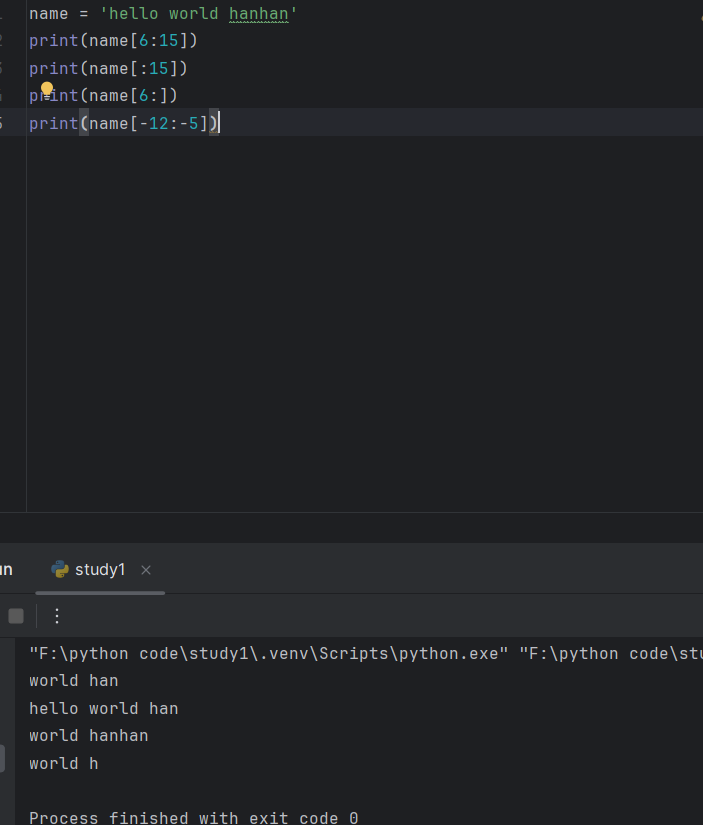 name = 'hello world hanhan'
print(name[6:15])
print(name[:15])
print(name[6:])
print(name[-12:-5])
study1
"F:\python code\study1\.venv\Scripts\python.exe" "F:\python code\stu
world han
hello world han
world hanhan
world h
Process finished with exit code 0